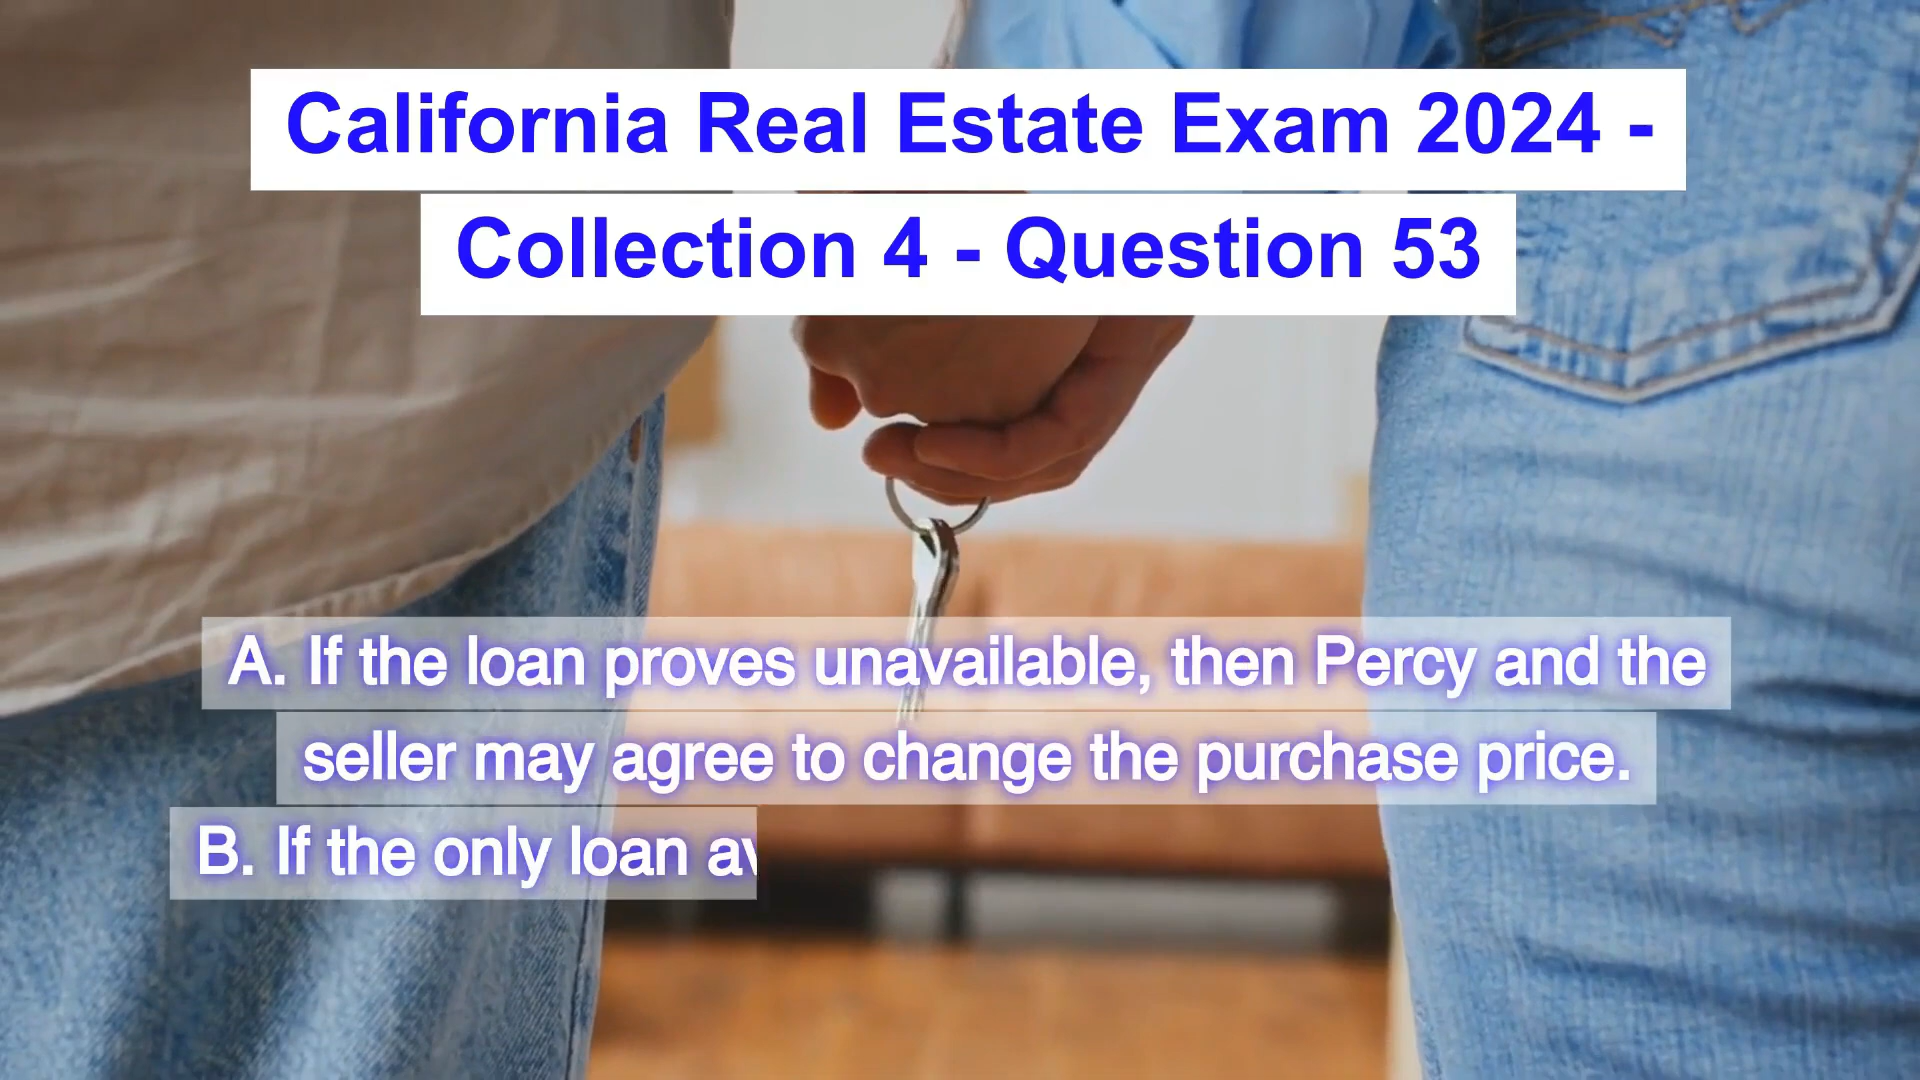 California Real Estate Exam 2024 -
Collection 4 - Question 53
A. If the loan proves unavailable, then Percy and the
seller may agree to change the purchase price.
B. If the only loan